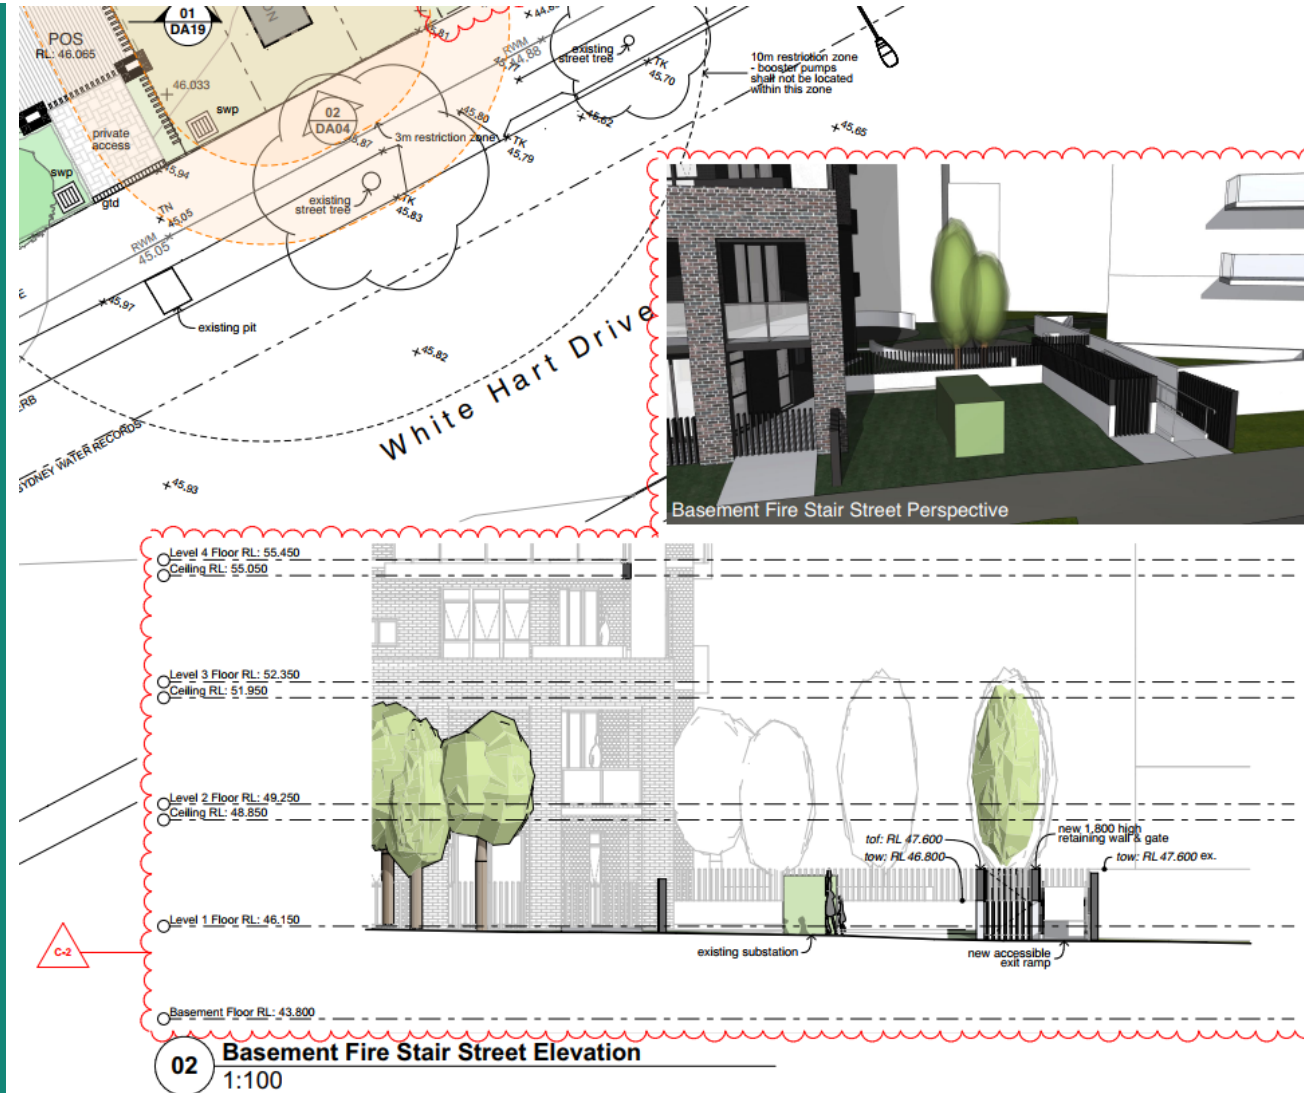 01
DA19
POS
RL: 46.065
46.033
swp
private
access
swp
gtd
45.94
TN
45.05
RWM
45.05
45.97
existing pit
02
DA04
45.87
3m restriction zone
45.80
existing
street tree
TK
45.83
TK
45.79
45.62
RWM
44.88
45.81
existing
street tree
TK
45.70
10m restriction zone
- booster pumps
shall not be located
within this zone
45.65
45.82
45.93
White Hart Drive
SYDNEY WATER RECORDS
Basement Fire Stair Street Perspective
Level 4 Floor RL: 55.450
Ceiling RL: 55.050
Level 3 Floor RL: 52.350
Ceiling RL: 51.950
Level 2 Floor RL: 49.250
Ceiling RL: 48.850
tof: RL 47.600
tow: RL 46.800
new 1,800 high
retaining wall & gate
tow: RL 47.600 ex.
Level 1 Floor RL: 46.150
C-2
existing substation
new accessible
exit ramp
Basement Floor RL: 43.800
02
Basement Fire Stair Street Elevation
1:100